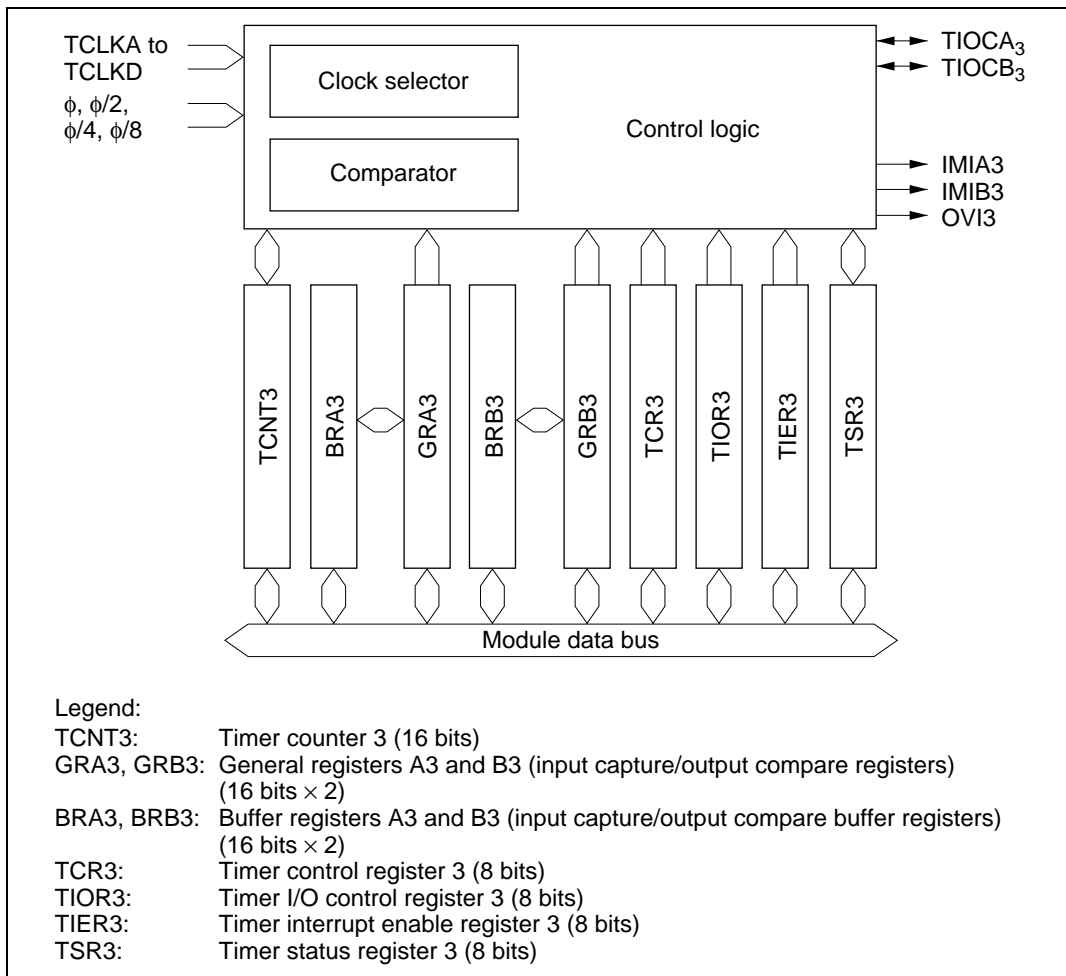 TCLKA to
TCLKD
ϕ, ϕ/2,
ϕ/4, ϕ/8
Clock selector
Comparator
Control logic
TIOCA3
TIOCB3
IMIA3
IMIB3
OVI3
TCNT3
BRA3
GRA3
BRB3
GRB3
TCR3
TIOR3
TIER3
TSR3
Module data bus
Legend:
TCNT3: Timer counter 3 (16 bits)
GRA3, GRB3: General registers A3 and B3 (input capture/output compare registers)
(16 bits × 2)
BRA3, BRB3: Buffer registers A3 and B3 (input capture/output compare buffer registers)
(16 bits × 2)
TCR3: Timer control register 3 (8 bits)
TIOR3: Timer I/O control register 3 (8 bits)
TIER3: Timer interrupt enable register 3 (8 bits)
TSR3: Timer status register 3 (8 bits)